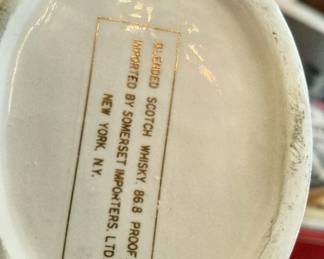 BLENDED SCOTCH WHISKY. 86.8 PROOF
IMPORTED BY SOMERSET IMPORTERS, LTD.
NEW YORK, N.Y.